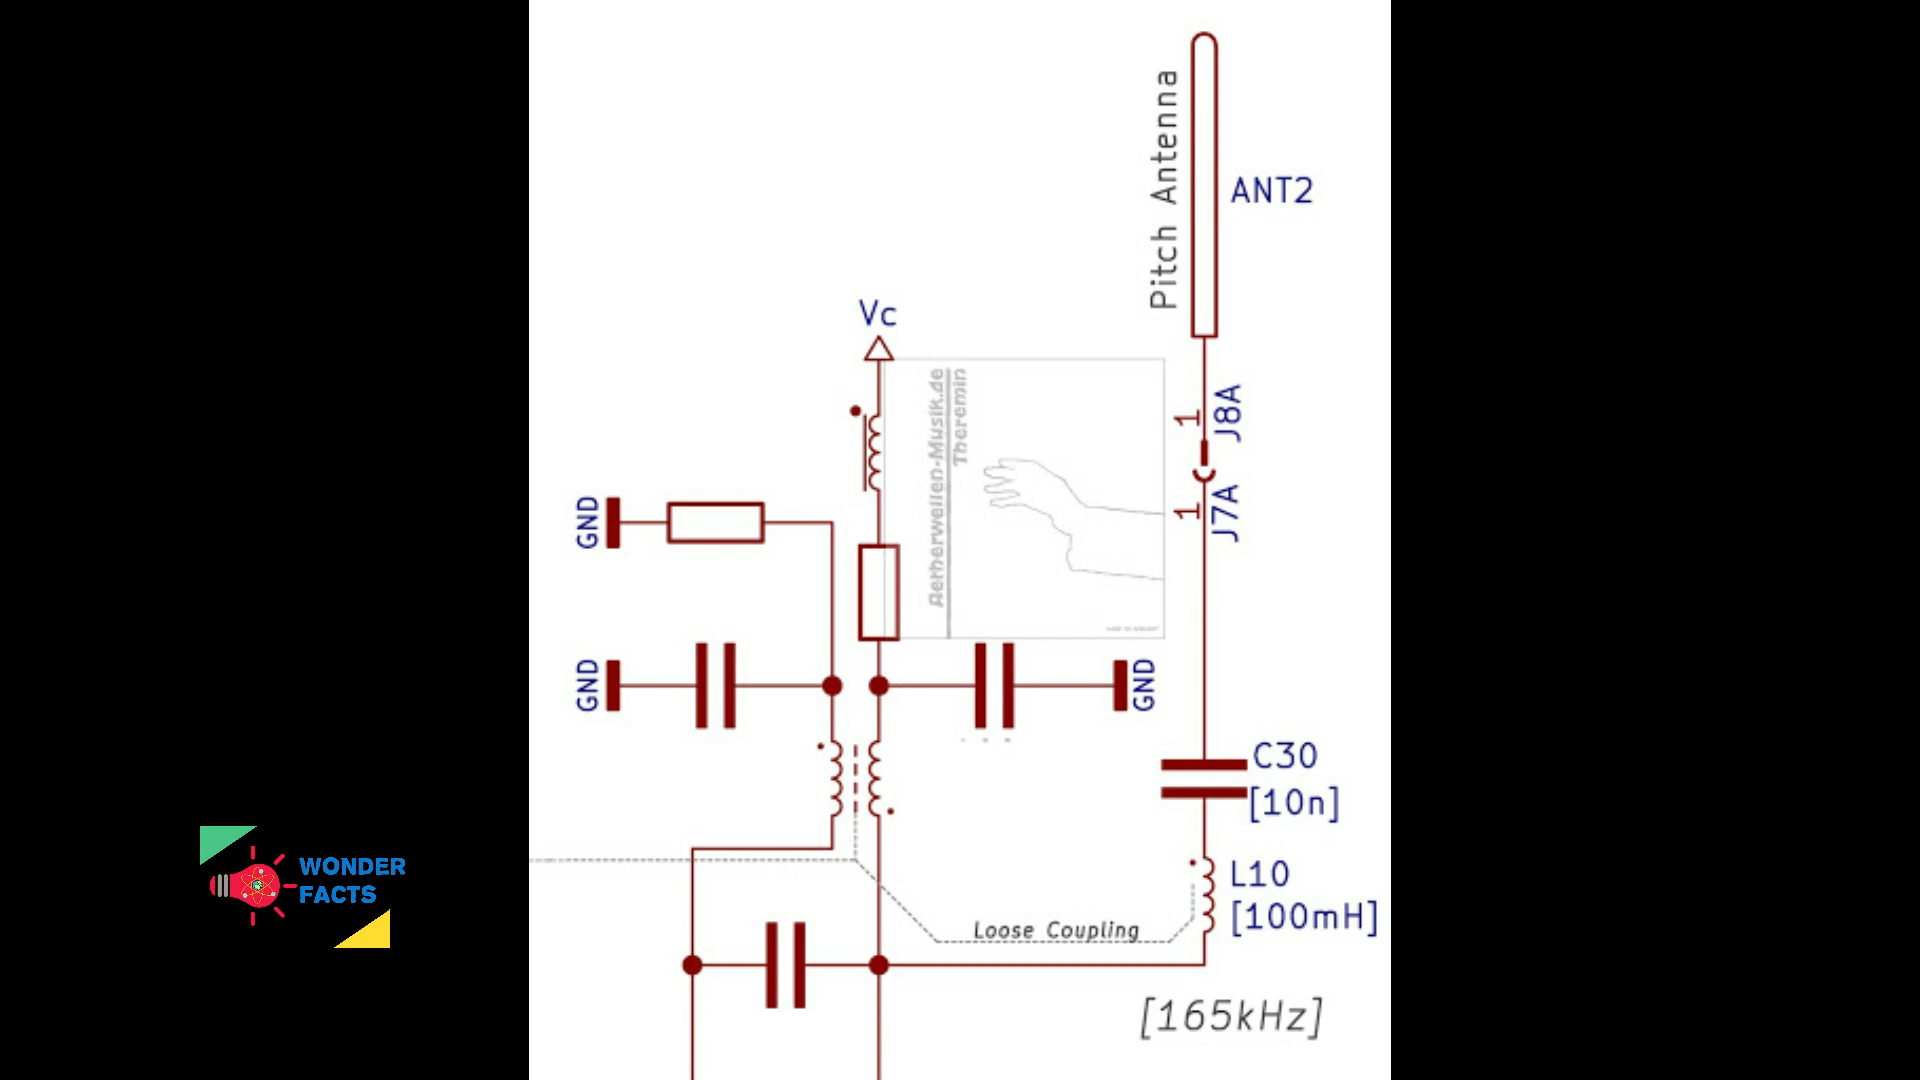 Pitch Antenna
ANT2
Vc
Aetherwellen-Musik.de
Theremin
1
J8A
1
J7A
GND
GND
GND
C30
[10n]
L10
[100mH]
Loose Coupling
[165kHz]
WONDER
FACTS